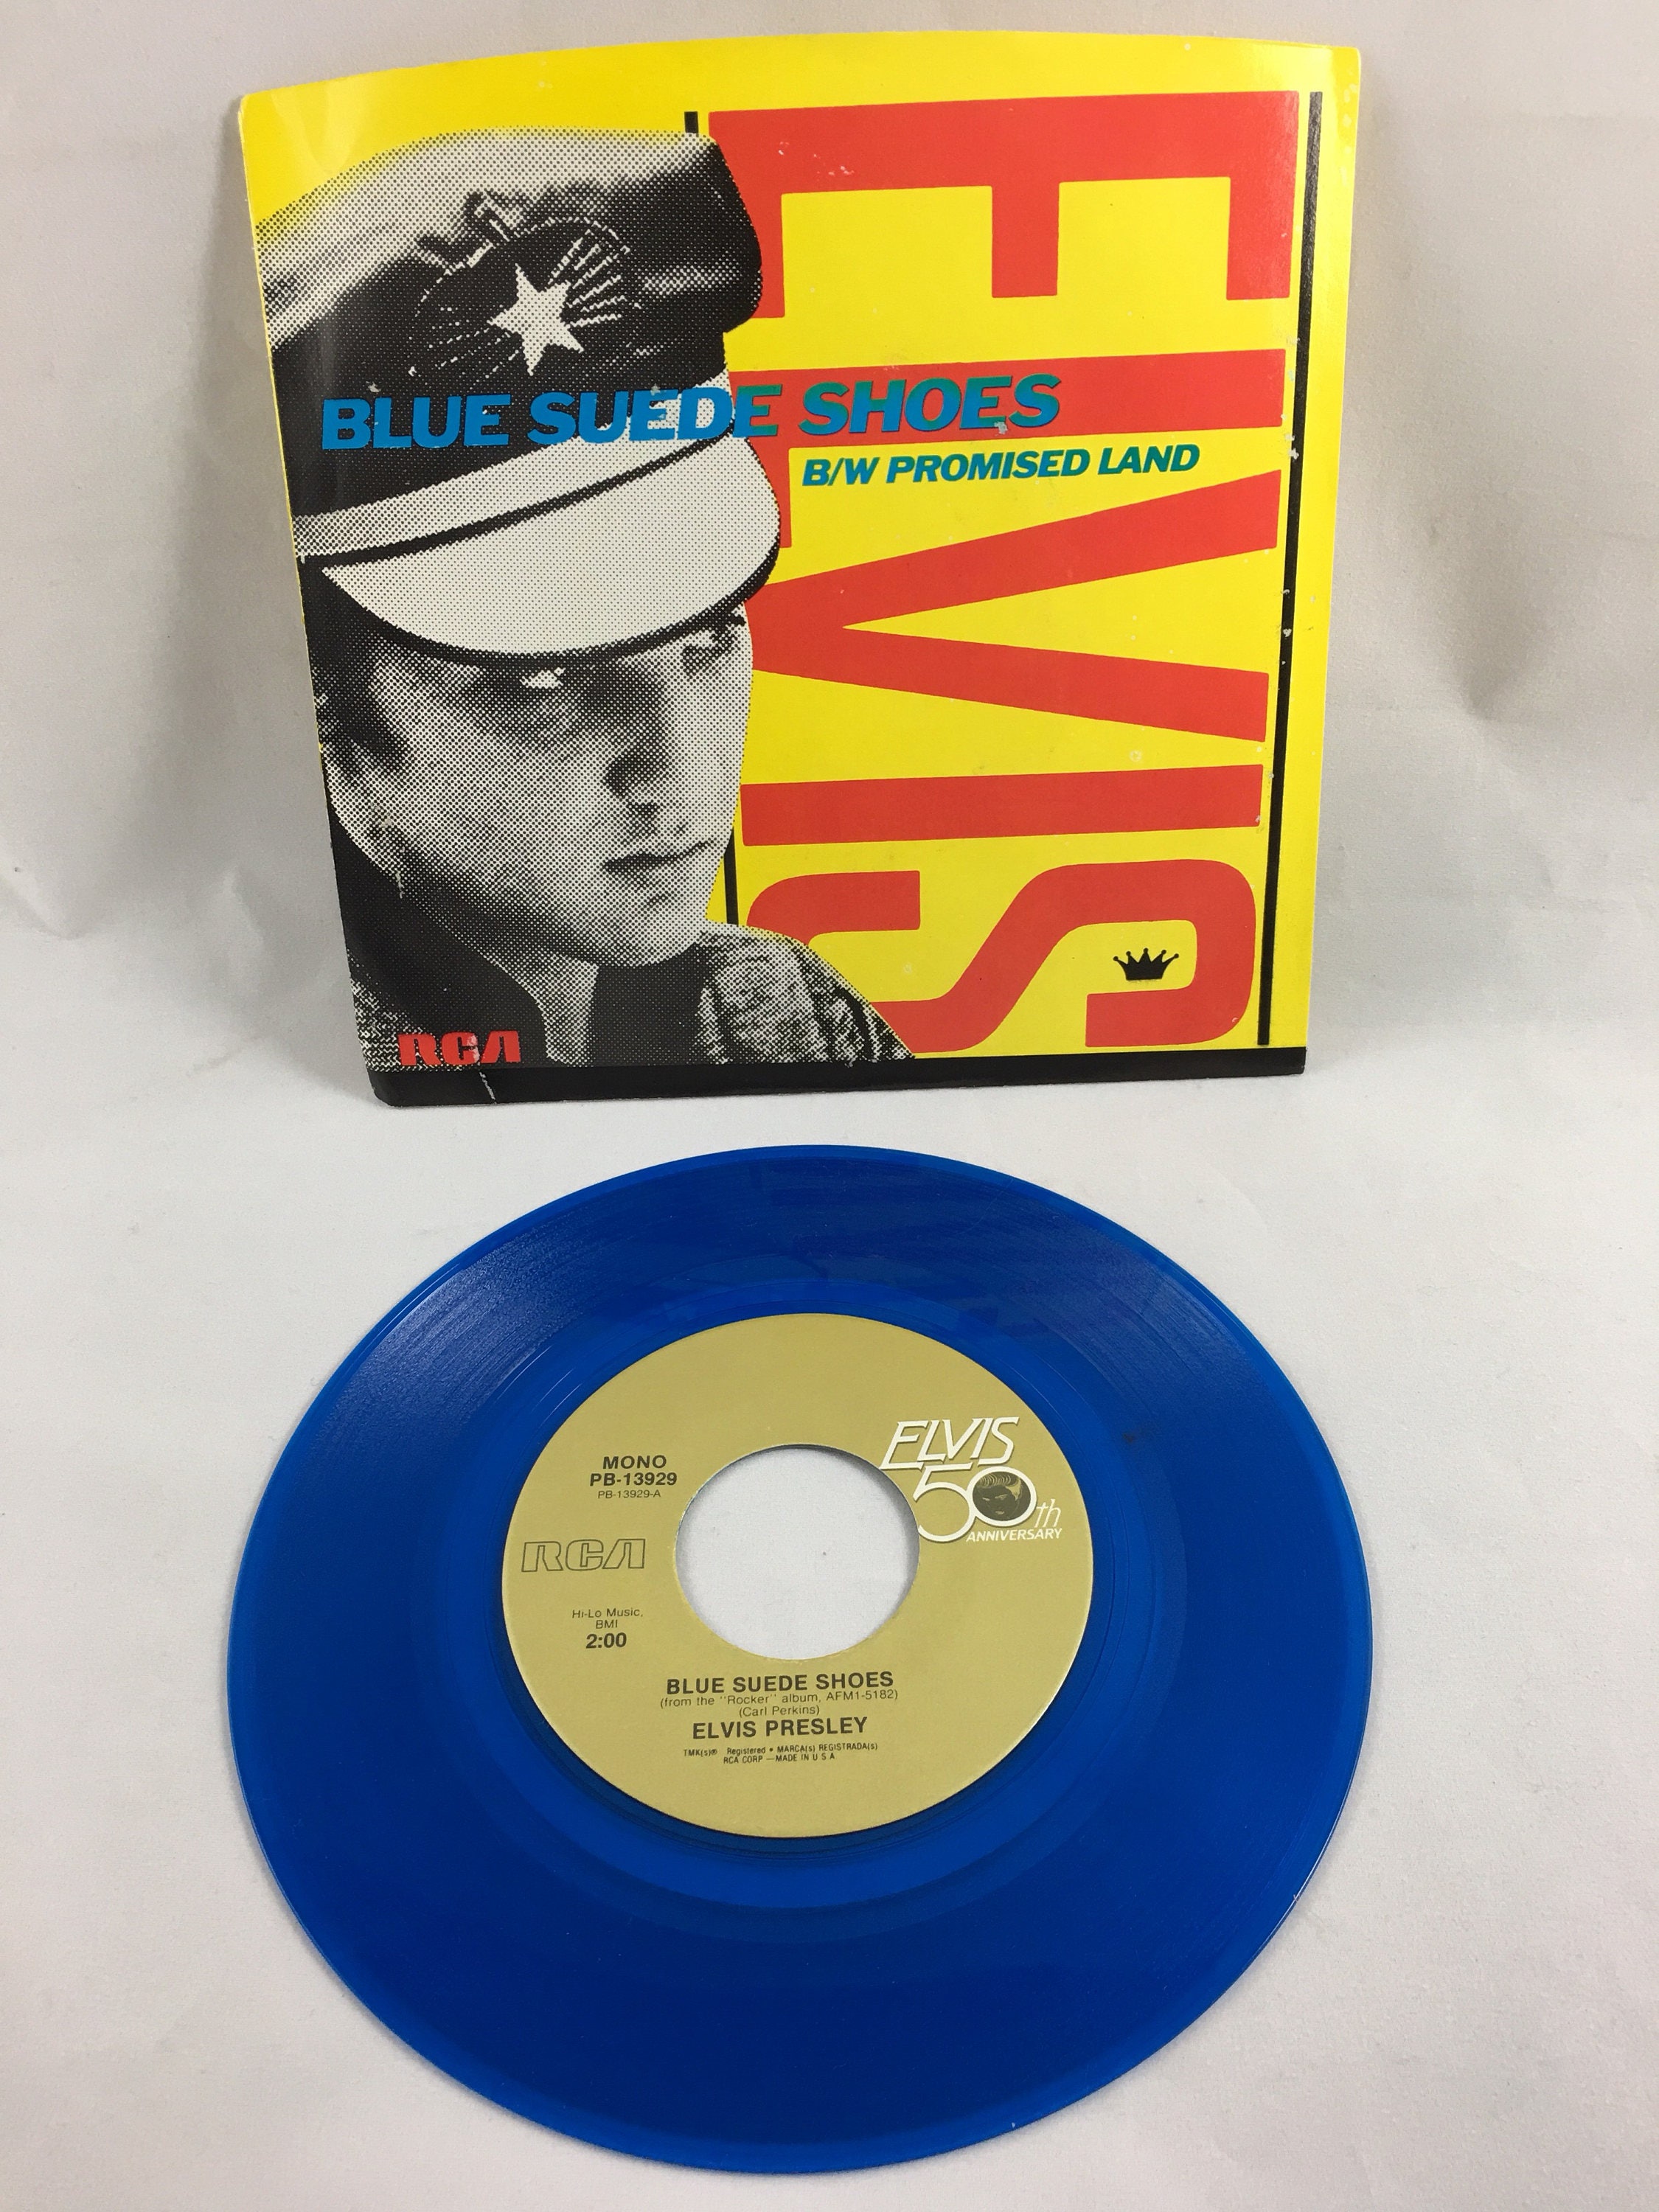 ELVIS
BLUE SUEDE SHOES
B/W PROMISED LAND
RCA
MONO
PB-13929
PB-13929-A
RCA
Hi-Lo Music,
BMI
2:00
ELVIS
50th
ANNIVERSARY
BLUE SUEDE SHOES
(from the "Rocker" album, AFM1-5182)
(Carl Perkins)
ELVIS PRESLEY
TMK(s)® Registered • MARCA(s) REGISTRADA(s)
RCA CORP — MADE IN U S A